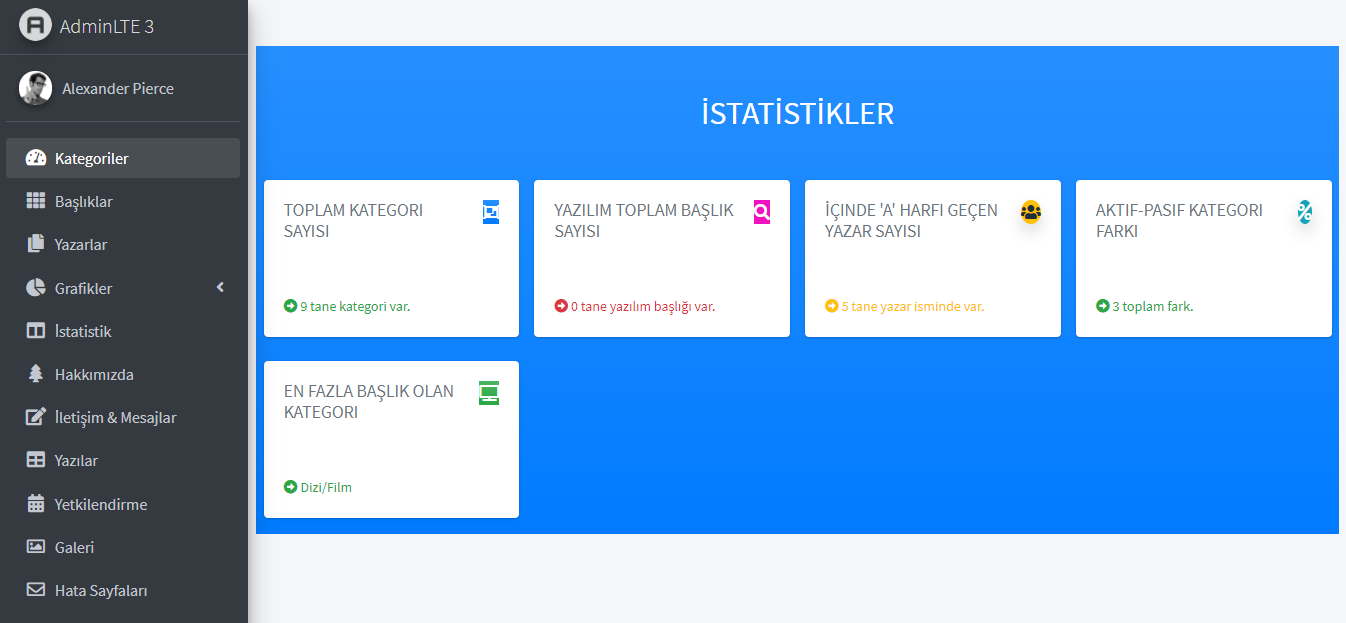 AdminLTE 3
Alexander Pierce
Kategoriler
Başlıklar
Yazarlar
Grafikler
İstatistik
Hakkımızda
İletişim & Mesajlar
Yazılar
Yetkilendirme
Galeri
Hata Sayfaları
İSTATİSTİKLER
TOPLAM KATEGORI
SAYISI
9 tane kategori var.
YAZILIM TOPLAM BAŞLIK
SAYISI
0 tane yazılım başlığı var.
İÇINDE 'A' HARFI GEÇEN
YAZAR SAYISI
5 tane yazar isminde var.
AKTIF-PASIF KATEGORI
FARKI
3 toplam fark.
EN FAZLA BAŞLIK OLAN
KATEGORI
Dizi/Film